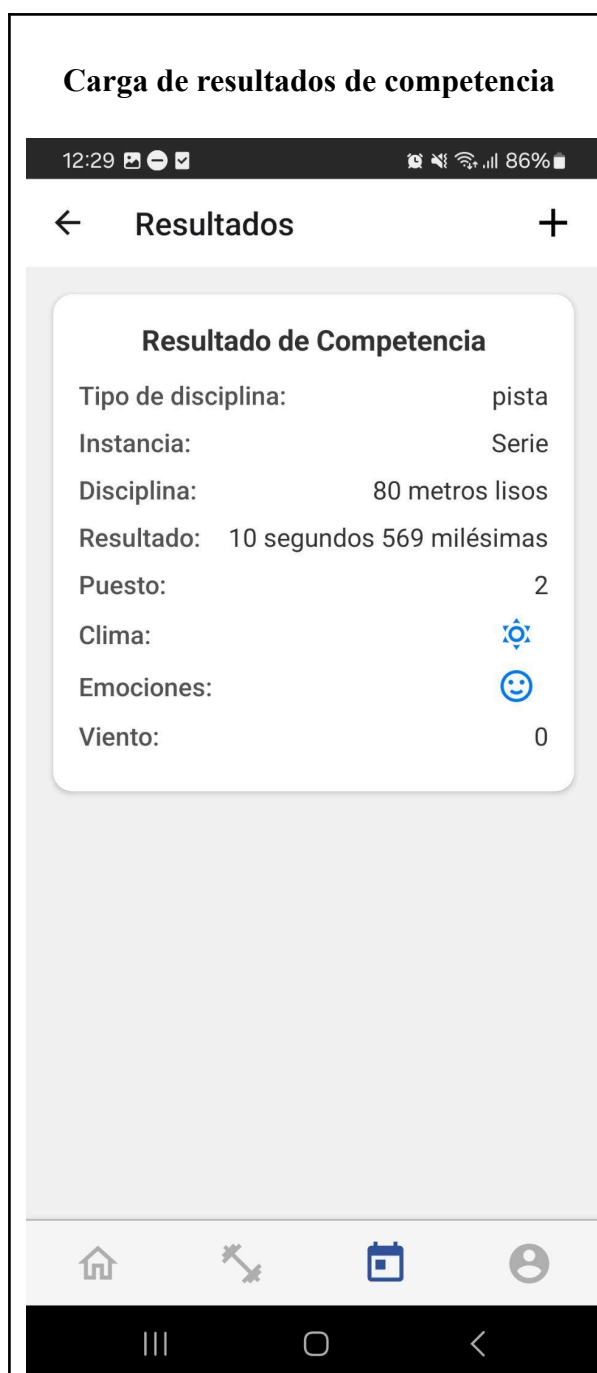 Carga de resultados de competencia
12:29 86%
Resultados
Resultado de Competencia
Tipo de disciplina: pista
Instancia: Serie
Disciplina: 80 metros lisos
Resultado: 10 segundos 569 milésimas
Puesto: 2
Clima:
Emociones:
Viento: 0